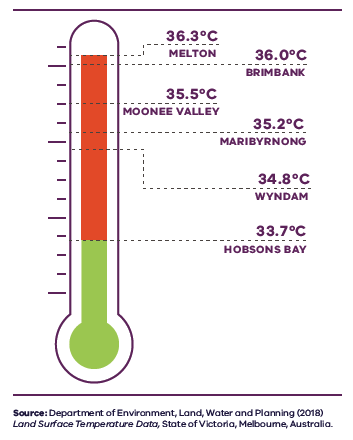 36.3°C
MELTON
36.0°C
BRIMBANK
35.5°C
MOONEE VALLEY
35.2°C
MARIBYRNONG
34.8°C
WYNDAM
33.7°C
HOBSONS BAY
Source: Department of Environment, Land, Water and Planning (2018)
Land Surface Temperature Data, State of Victoria, Melbourne, Australia.